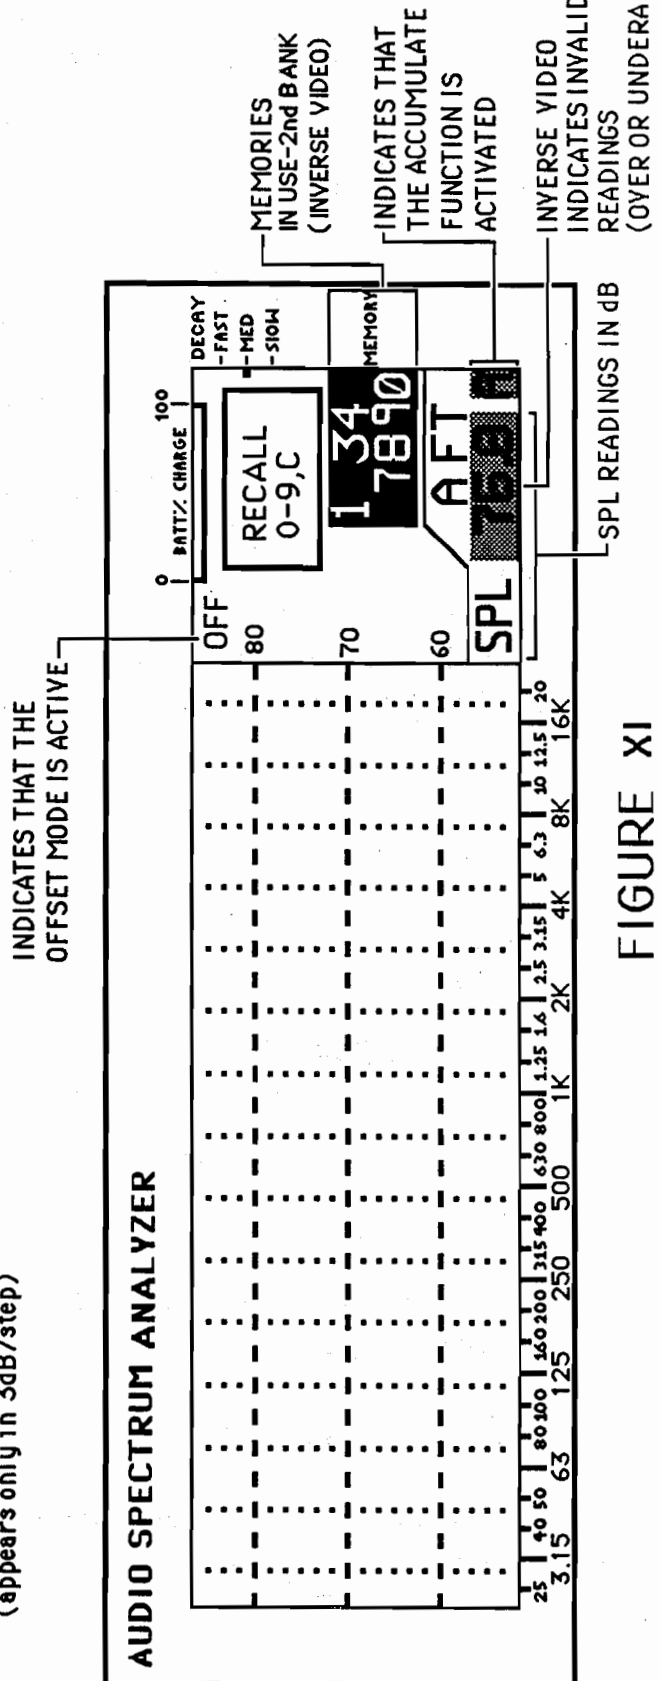 (appears only in 3dB/step)
INDICATES THAT THE
OFFSET MODE IS ACTIVE
AUDIO SPECTRUM ANALYZER
0 BATT% CHARGE 100
OFF
80
70
60
RECALL
0-9,C
DECAY
-FAST
-MED
-SLOW
1 34
7890
MEMORY
A F T
SPL 76.8 A
25 40 50 80 100 160 200 315 400 630 800 1.25 1.6 2.5 3.15 5 6.3 10 12.5 20
3.15 63 125 250 500 1K 2K 4K 8K 16K
MEMORIES
IN USE-2nd BANK
(INVERSE VIDEO)
INDICATES THAT
THE ACCUMULATE
FUNCTION IS
ACTIVATED
INVERSE VIDEO
INDICATES INVALID
READINGS
(OVER OR UNDERA
SPL READINGS IN dB
FIGURE XI